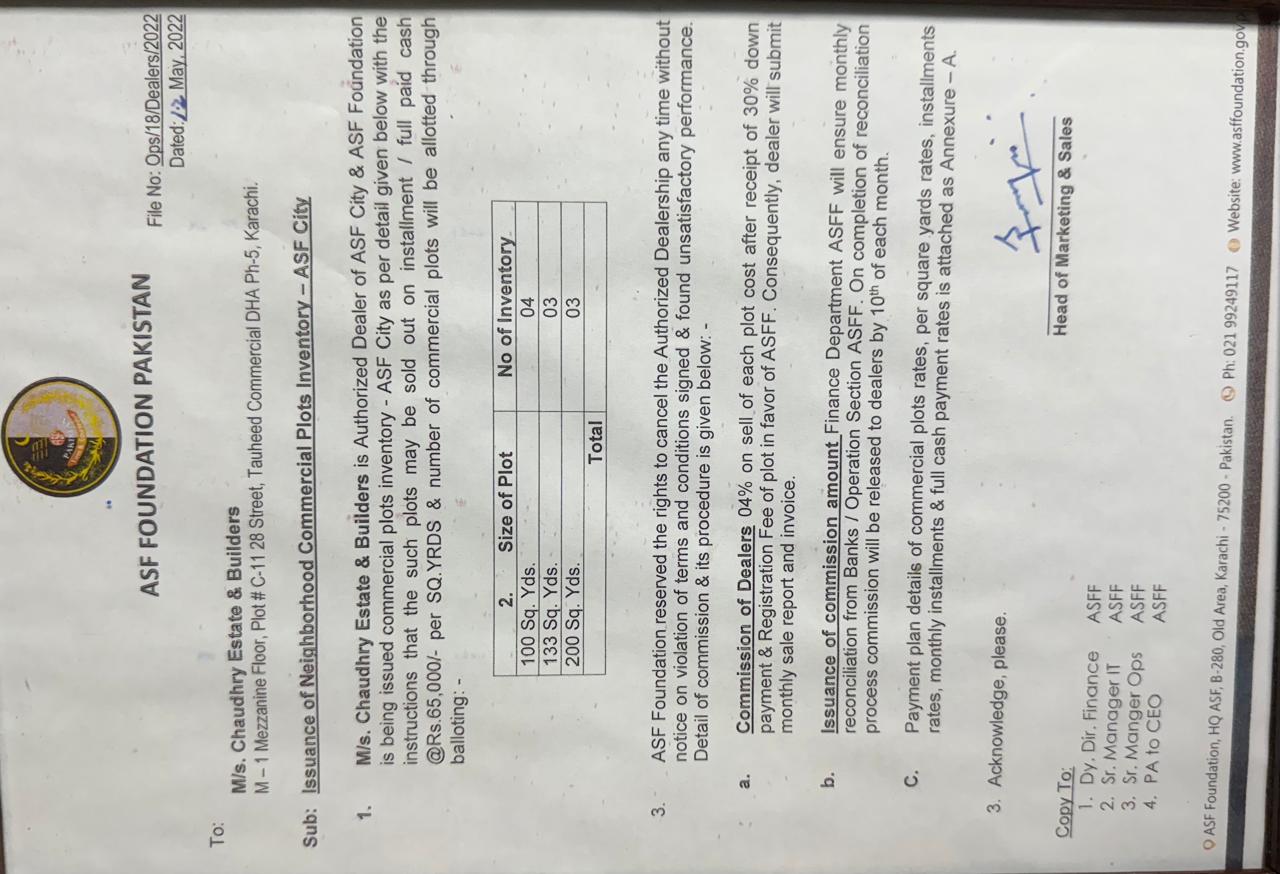 ASF FOUNDATION PAKISTAN
File No: Ops/18/Dealers/2022
Dated: 12 May, 2022
To:
M/s. Chaudhry Estate & Builders
M – 1 Mezzanine Floor, Plot # C-11 28 Street, Tauheed Commercial DHA Ph-5, Karachi.
Sub: Issuance of Neighborhood Commercial Plots Inventory – ASF City
1. M/s. Chaudhry Estate & Builders is Authorized Dealer of ASF City & ASF Foundation
is being issued commercial plots inventory - ASF City as per detail given below with the
instructions that the such plots may be sold out on installment / full paid cash
@Rs.65,000/- per SQ.YRDS & number of commercial plots will be allotted through
balloting: -
2. Size of Plot No of Inventory
100 Sq. Yds. 04
133 Sq. Yds. 03
200 Sq. Yds. 03
Total
3. ASF Foundation reserved the rights to cancel the Authorized Dealership any time without
notice on violation of terms and conditions signed & found unsatisfactory performance.
Detail of commission & its procedure is given below: -
a. Commission of Dealers 04% on sell of each plot cost after receipt of 30% down
payment & Registration Fee of plot in favor of ASFF. Consequently, dealer will submit
monthly sale report and invoice.
b. Issuance of commission amount Finance Department ASFF will ensure monthly
reconciliation from Banks / Operation Section ASFF. On completion of reconciliation
process commission will be released to dealers by 10th of each month.
C. Payment plan details of commercial plots rates, per square yards rates, installments
rates, monthly installments & full cash payment rates is attached as Annexure – A.
3. Acknowledge, please.
Head of Marketing & Sales
Copy To:
1. Dy. Dir. Finance ASFF
2. Sr. Manager IT ASFF
3. Sr. Manger Ops ASFF
4. PA to CEO ASFF
ASF Foundation, HQ ASF, B-280, Old Area, Karachi - 75200 - Pakistan. Ph: 021 99249117 Website: www.asffoundation.gov.p